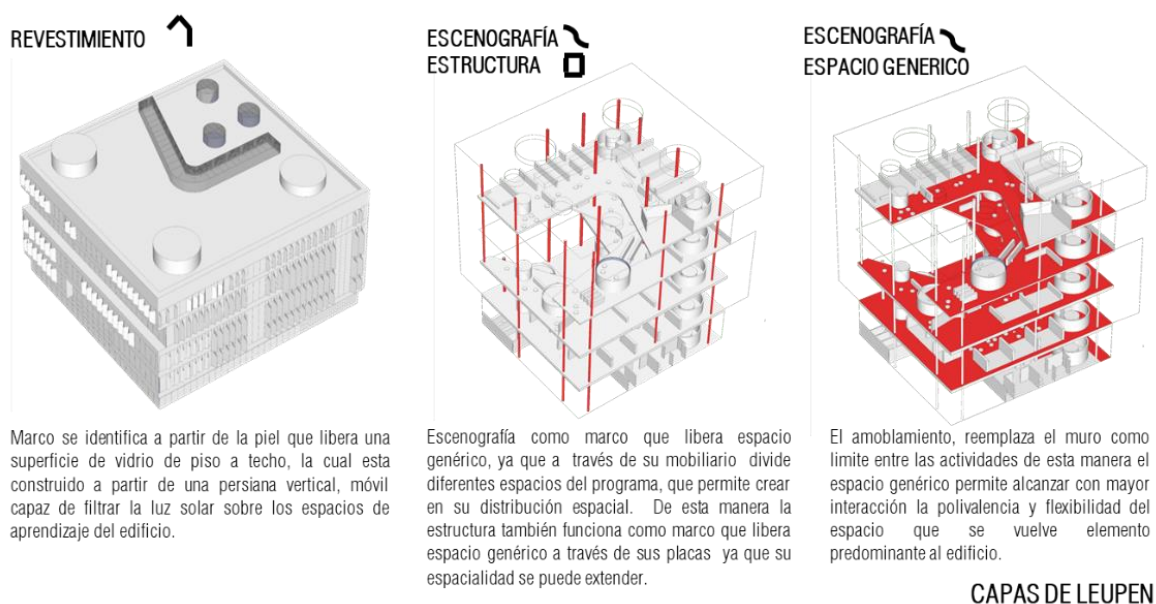 REVESTIMIENTO
Marco se identifica a partir de la piel que libera una
superficie de vidrio de piso a techo, la cual esta
construido a partir de una persiana vertical, móvil
capaz de filtrar la luz solar sobre los espacios de
aprendizaje del edificio.
ESCENOGRAFÍA
ESTRUCTURA
Escenografía como marco que libera espacio
genérico, ya que a través de su mobiliario divide
diferentes espacios del programa, que permite crear
en su distribución espacial. De esta manera la
estructura también funciona como marco que libera
espacio genérico a través de sus placas ya que su
espacialidad se puede extender.
ESCENOGRAFÍA
ESPACIO GENERICO
El amoblamiento, reemplaza el muro como
limite entre las actividades de esta manera el
espacio genérico permite alcanzar con mayor
interacción la polivalencia y flexibilidad del
espacio que se vuelve elemento
predominante al edificio.
CAPAS DE LEUPEN